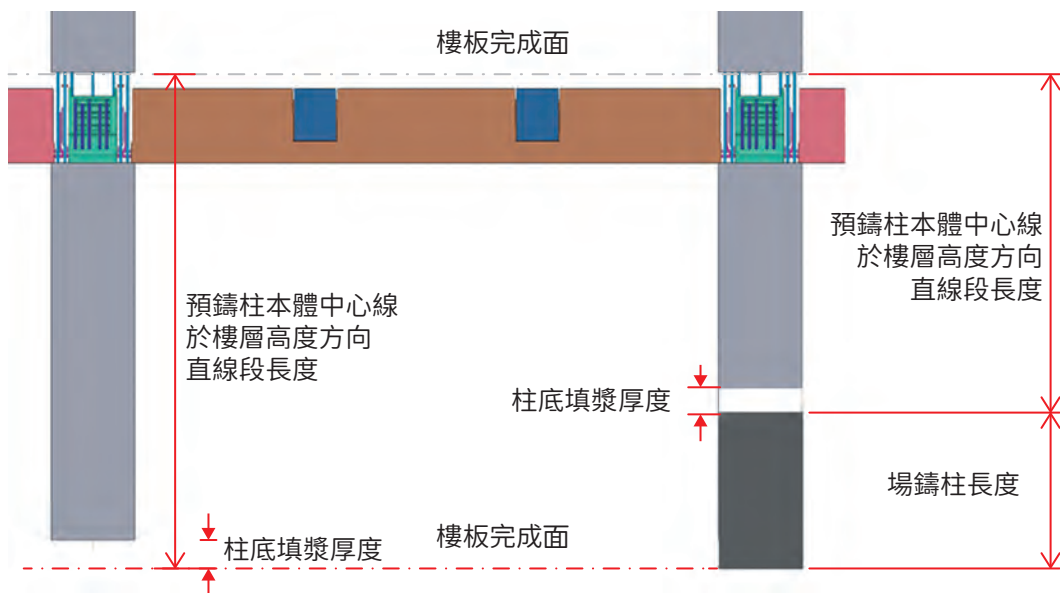 樓板完成面
預鑄柱本體中心線
於樓層高度方向
直線段長度
預鑄柱本體中心線
於樓層高度方向
直線段長度
柱底填漿厚度
場鑄柱長度
樓板完成面
柱底填漿厚度